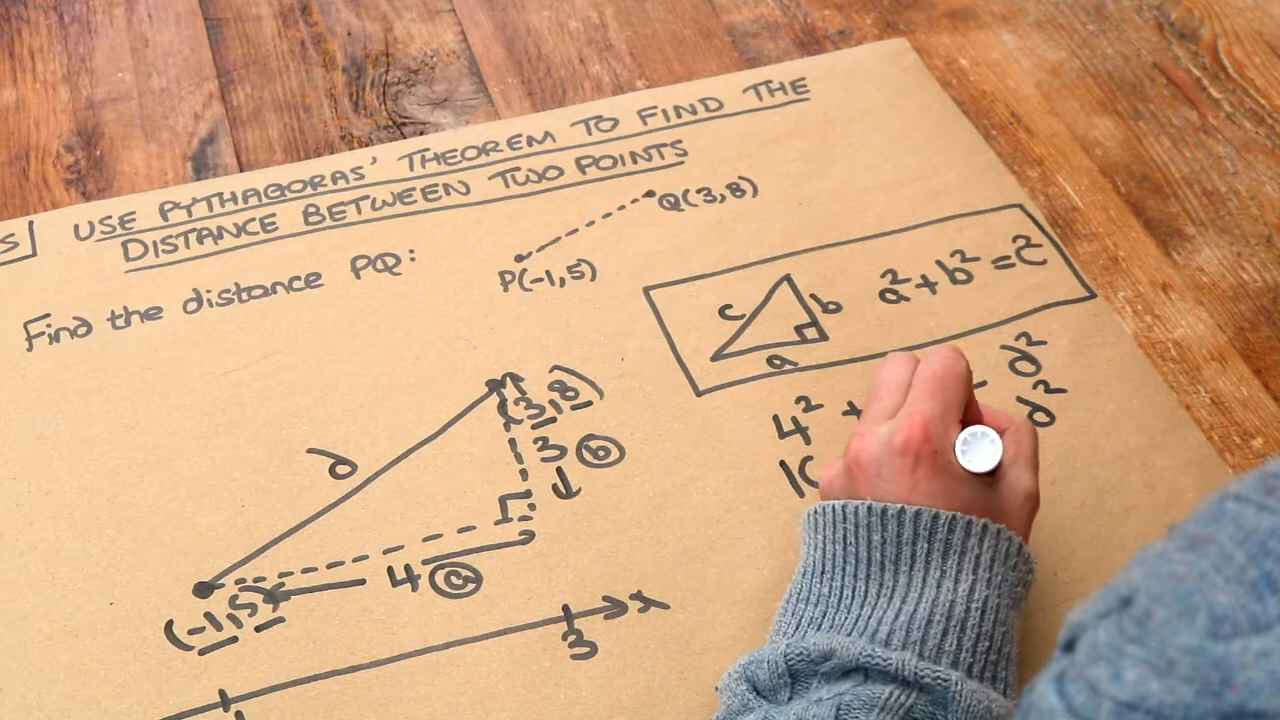 S USE PYTHAGORAS' THEOREM TO FIND THE
DISTANCE BETWEEN TWO POINTS
Find the distance PQ:
Q(3,8)
P(-1,5)
c b a
a² + b² = c²
(3,8)
d
3 b
4 a
(-1,5)
x
3
4² + d²
d²